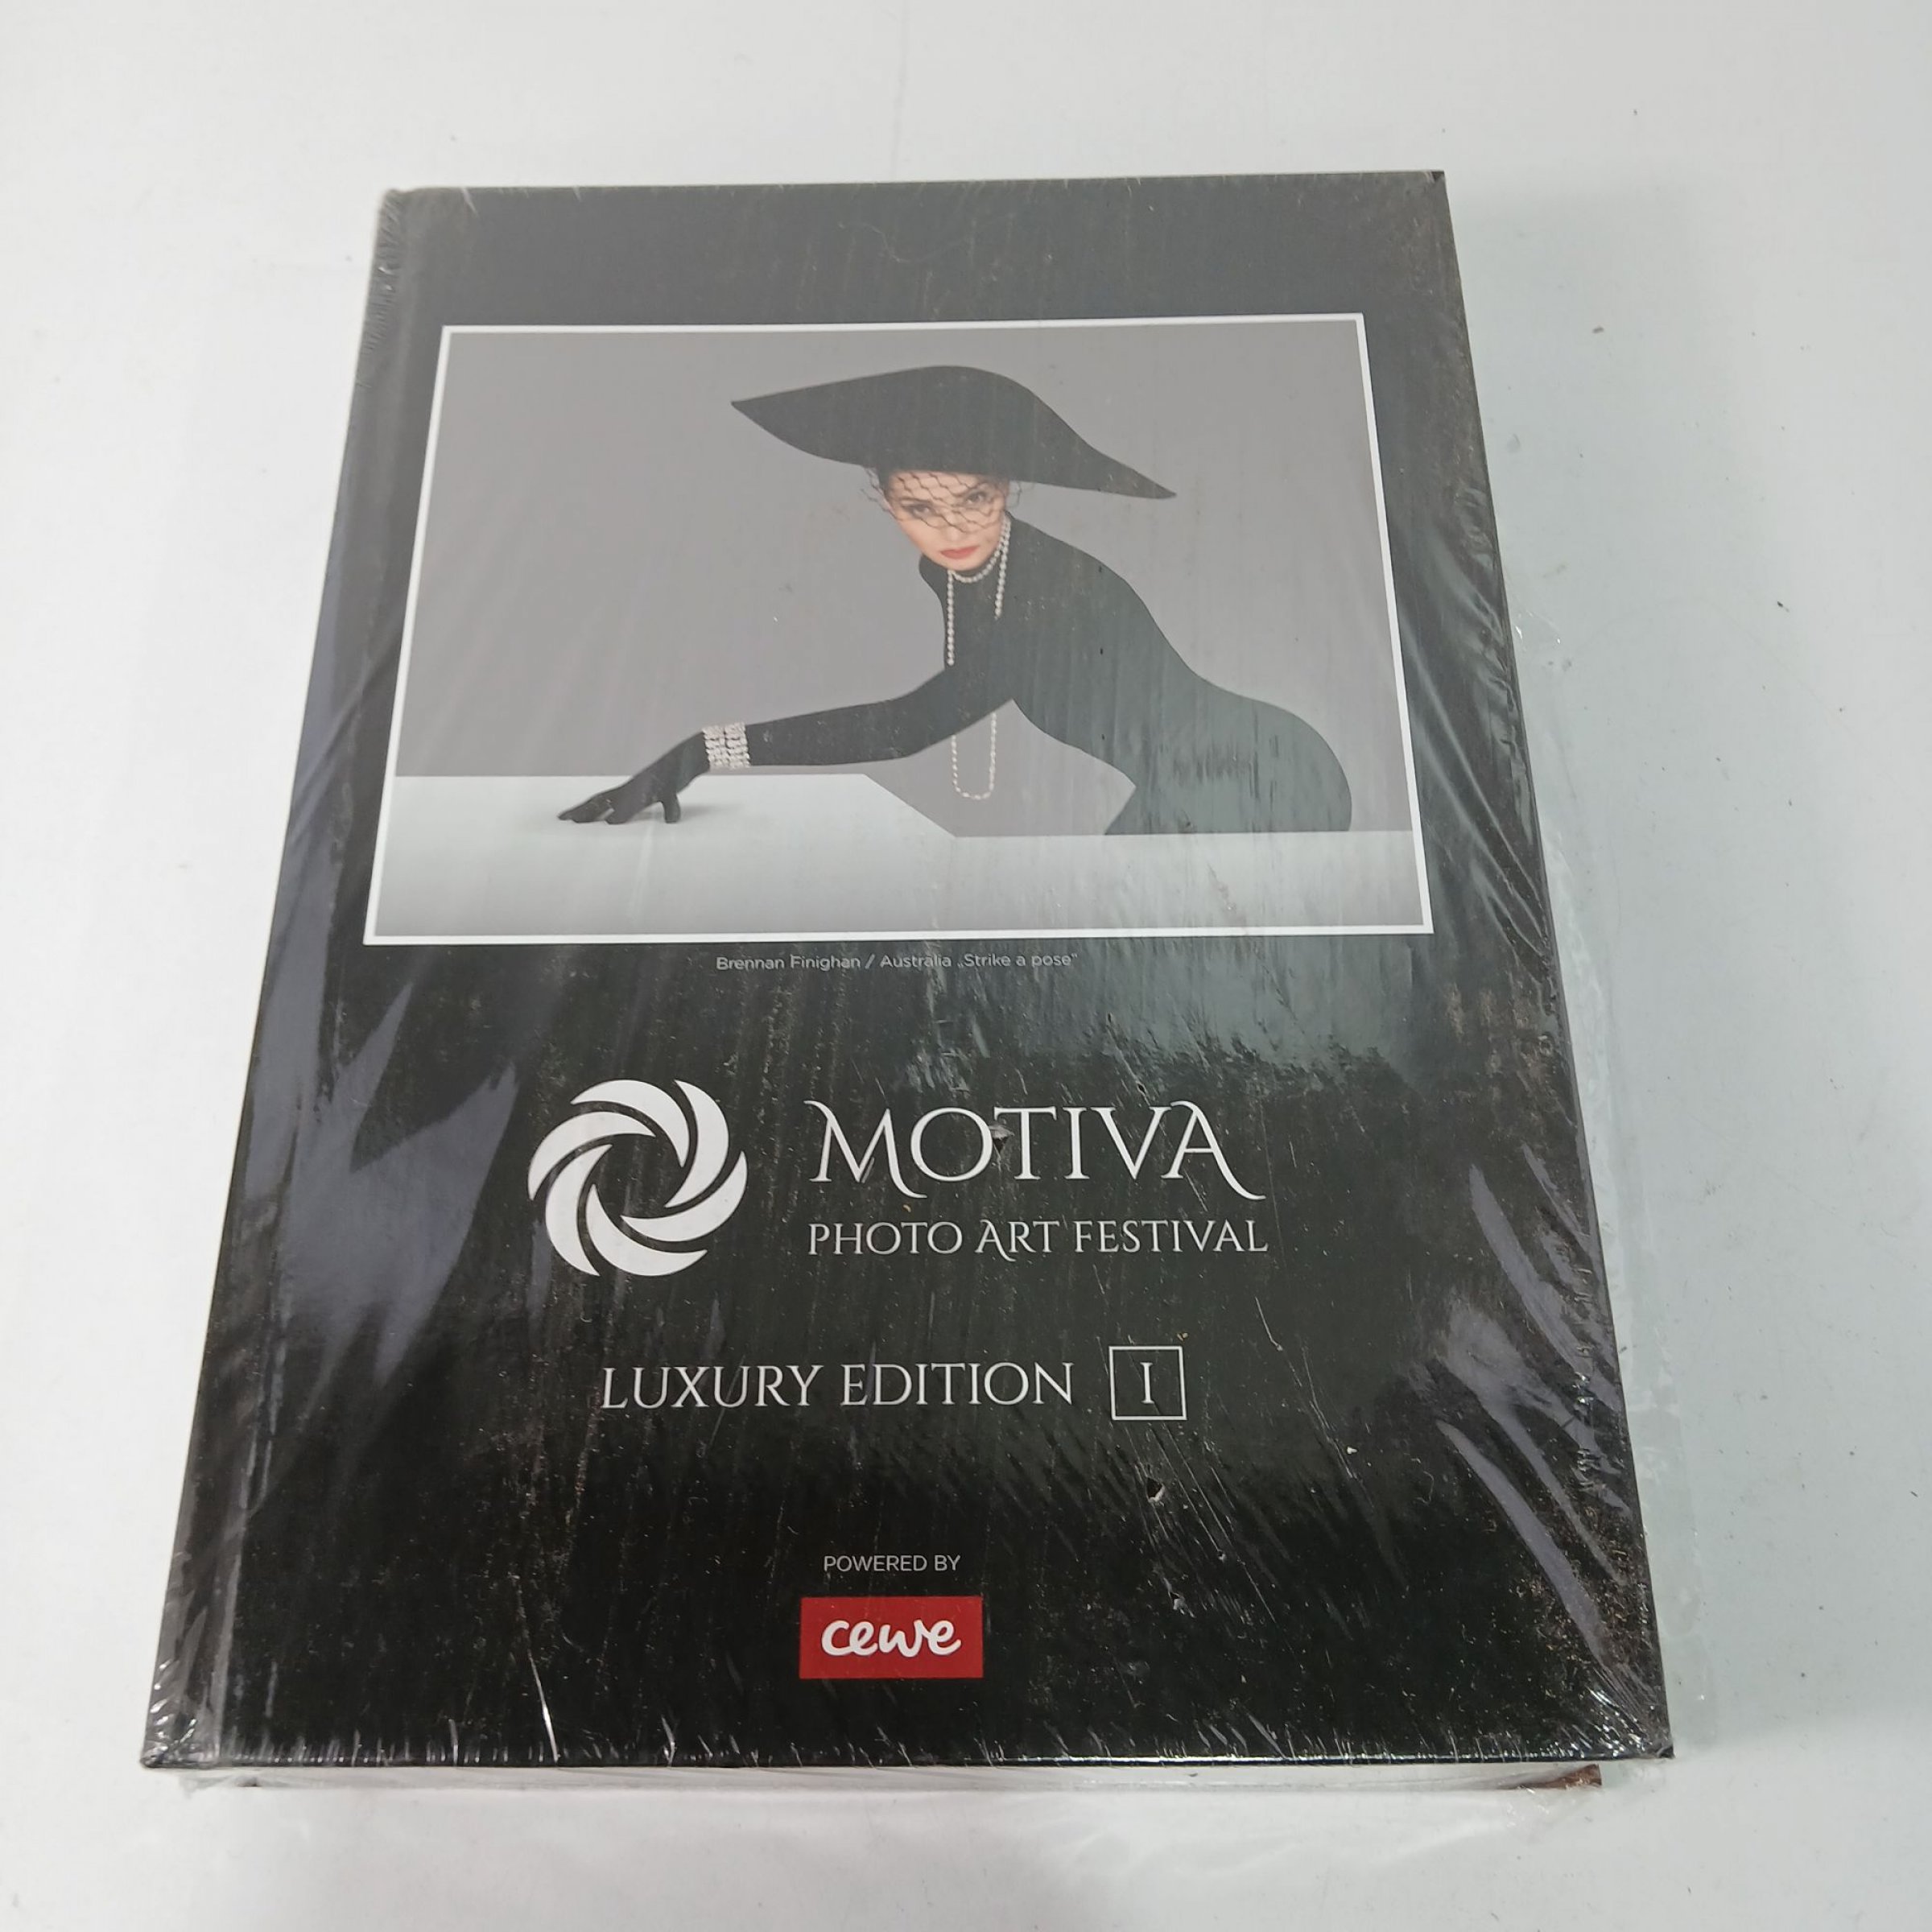 Brennan Finighan / Australia „Strike a pose"
MOTIVA
PHOTO ART FESTIVAL
LUXURY EDITION I
POWERED BY
cewe